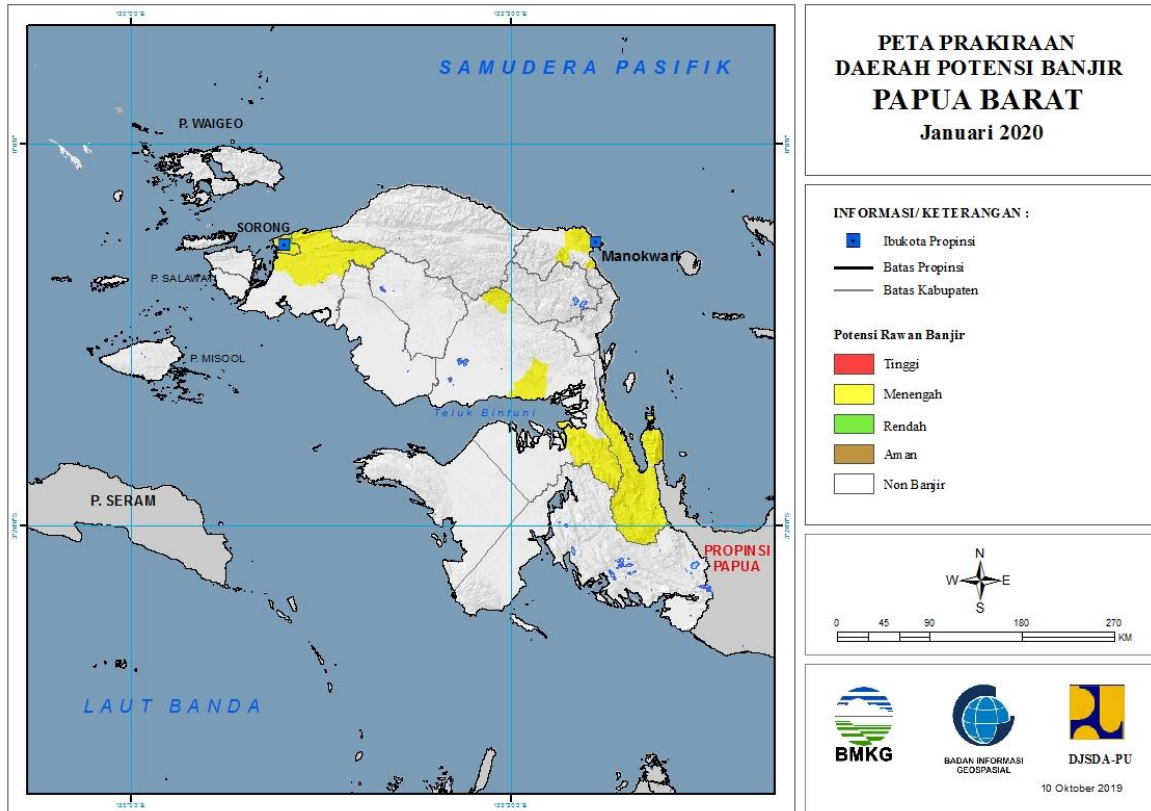 PETA PRAKIRAAN
DAERAH POTENSI BANJIR
PAPUA BARAT
Januari 2020
SAMUDERA PASIFIK
P. WAIGEO
SORONG
Manokwari
P. SALAWATI
P. MISOOL
Teluk Bintuni
P. SERAM
PROPINSI
PAPUA
LAUT BANDA
INFORMASI/ KETERANGAN :
Ibukota Propinsi
Batas Propinsi
Batas Kabupaten
Potensi Rawan Banjir
Tinggi
Menengah
Rendah
Aman
Non Banjir
N
W
E
S
0 45 90 180 270
KM
BMKG
BADAN INFORMASI
GEOSPASIAL
DJSDA-PU
10 Oktober 2019